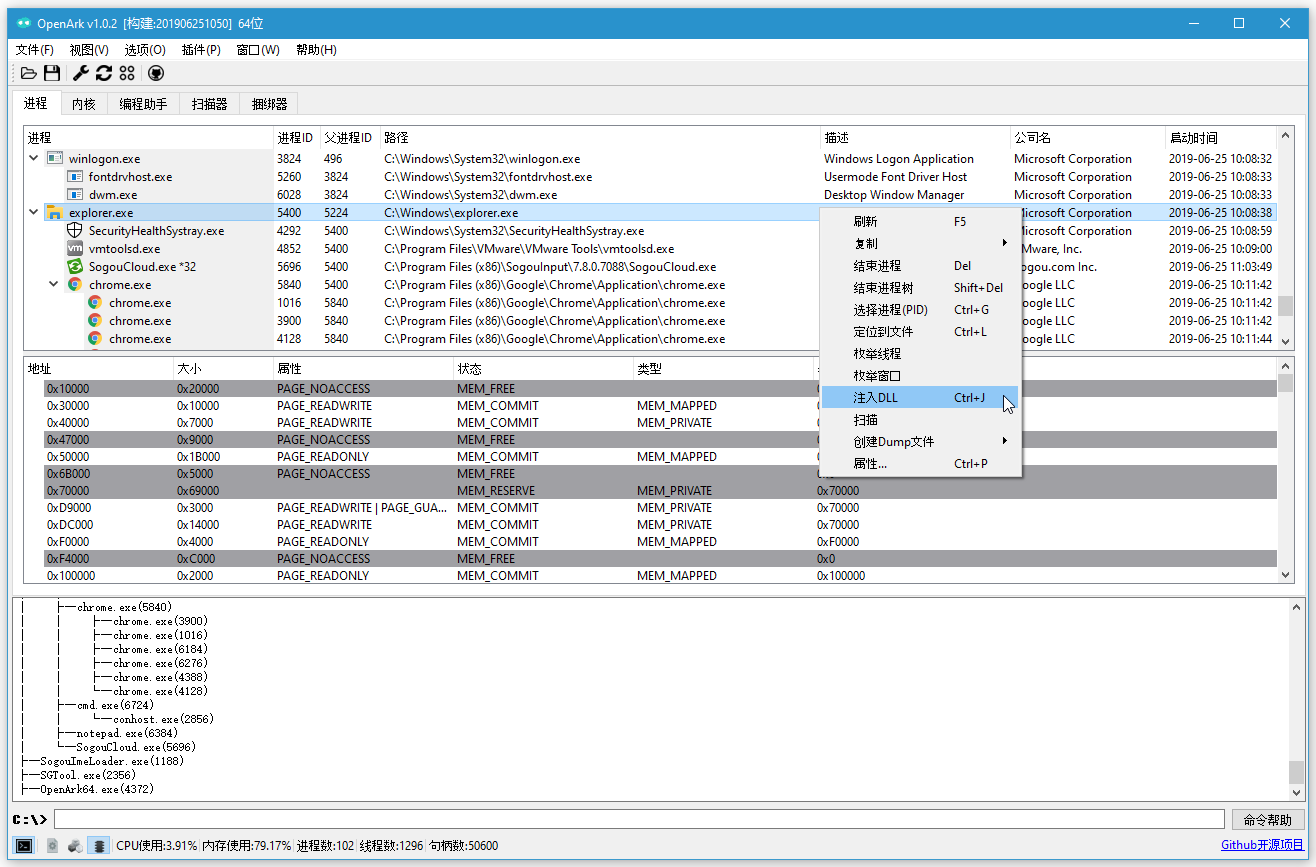 OpenArk v1.0.2 [构建:201906251050] 64位
文件(F) 视图(V) 选项(O) 插件(P) 窗口(W) 帮助(H)
进程 内核 编程助手 扫描器 捆绑器
进程 进程ID 父进程ID 路径 描述 公司名 启动时间
winlogon.exe 3824 496 C:\Windows\System32\winlogon.exe Windows Logon Application Microsoft Corporation 2019-06-25 10:08:32
fontdrvhost.exe 5260 3824 C:\Windows\System32\fontdrvhost.exe Usermode Font Driver Host Microsoft Corporation 2019-06-25 10:08:33
dwm.exe 6028 3824 C:\Windows\System32\dwm.exe Desktop Window Manager Microsoft Corporation 2019-06-25 10:08:33
explorer.exe 5400 5224 C:\Windows\explorer.exe Microsoft Corporation 2019-06-25 10:08:38
SecurityHealthSystray.exe 4292 5400 C:\Windows\System32\SecurityHealthSystray.exe Microsoft Corporation 2019-06-25 10:08:59
vm vmtoolsd.exe 4852 5400 C:\Program Files\VMware\VMware Tools\vmtoolsd.exe VMware, Inc. 2019-06-25 10:09:00
SogouCloud.exe *32 5696 5400 C:\Program Files (x86)\SogouInput\7.8.0.7088\SogouCloud.exe ogou.com Inc. 2019-06-25 11:03:49
chrome.exe 5840 5400 C:\Program Files (x86)\Google\Chrome\Application\chrome.exe oogle LLC 2019-06-25 10:11:42
chrome.exe 1016 5840 C:\Program Files (x86)\Google\Chrome\Application\chrome.exe oogle LLC 2019-06-25 10:11:42
chrome.exe 3900 5840 C:\Program Files (x86)\Google\Chrome\Application\chrome.exe oogle LLC 2019-06-25 10:11:42
chrome.exe 4128 5840 C:\Program Files (x86)\Google\Chrome\Application\chrome.exe oogle LLC 2019-06-25 10:11:44
刷新 F5
复制
结束进程 Del
结束进程树 Shift+Del
选择进程(PID) Ctrl+G
定位到文件 Ctrl+L
枚举线程
枚举窗口
注入DLL Ctrl+J
扫描
创建Dump文件
属性... Ctrl+P
地址 大小 属性 状态 类型
0x10000 0x20000 PAGE_NOACCESS MEM_FREE
0x30000 0x10000 PAGE_READWRITE MEM_COMMIT MEM_MAPPED
0x40000 0x7000 PAGE_READWRITE MEM_COMMIT MEM_PRIVATE
0x47000 0x9000 PAGE_NOACCESS MEM_FREE
0x50000 0x1B000 PAGE_READONLY MEM_COMMIT MEM_MAPPED
0x6B000 0x5000 PAGE_NOACCESS MEM_FREE
0x70000 0x69000 MEM_RESERVE MEM_PRIVATE 0x70000
0xD9000 0x3000 PAGE_READWRITE | PAGE_GUA... MEM_COMMIT MEM_PRIVATE 0x70000
0xDC000 0x14000 PAGE_READWRITE MEM_COMMIT MEM_PRIVATE 0x70000
0xF0000 0x4000 PAGE_READONLY MEM_COMMIT MEM_MAPPED 0xF0000
0xF4000 0xC000 PAGE_NOACCESS MEM_FREE 0x0
0x100000 0x2000 PAGE_READONLY MEM_COMMIT MEM_MAPPED 0x100000
│ ├──chrome.exe(5840)
│ │ ├──chrome.exe(3900)
│ │ ├──chrome.exe(1016)
│ │ ├──chrome.exe(6184)
│ │ ├──chrome.exe(6276)
│ │ ├──chrome.exe(4388)
│ │ └──chrome.exe(4128)
│ ├──cmd.exe(6724)
│ │ └──conhost.exe(2856)
│ ├──notepad.exe(6384)
│ └──SogouCloud.exe(5696)
├──SogouImeLoader.exe(1188)
├──SGTool.exe(2356)
├──OpenArk64.exe(4372)
C:\> 命令帮助
CPU使用:3.91% 内存使用:79.17% 进程数:102 线程数:1296 句柄数:50600 Github开源项目